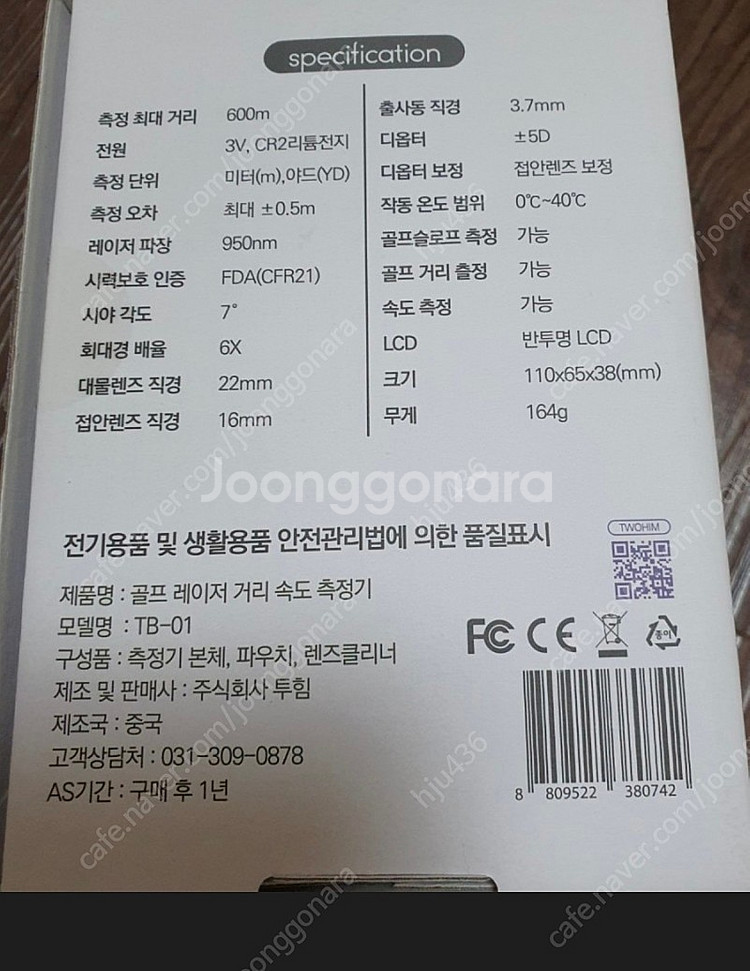 specification
측정 최대 거리 600m
전원 3V, CR2리튬전지
측정 단위 미터(m),야드(YD)
측정 오차 최대 ±0.5m
레이저 파장 950nm
시력보호 인증 FDA(CFR21)
시야 각도 7°
회대경 배율 6X
대물렌즈 직경 22mm
접안렌즈 직경 16mm
출사동 직경 3.7mm
디옵터 ±5D
디옵터 보정 접안렌즈 보정
작동 온도 범위 0℃~40℃
골프슬로프 측정 가능
골프 거리 츨정 가능
속도 측정 가능
LCD 반투명 LCD
크기 110x65x38(mm)
무게 164g
Joonggonara
전기용품 및 생활용품 안전관리법에 의한 품질표시
TWOHIM
제품명 : 골프 레이저 거리 속도 측정기
모델명 : TB-01
구성품 : 측정기 본체, 파우치, 렌즈클리너
제조 및 판매사 : 주식회사 투힘
제조국 : 중국
고객상담처 : 031-309-0878
AS기간 : 구매 후 1년
FC CE
종이
8 809522 380742
cafe.naver.com/joonggonara
hju436